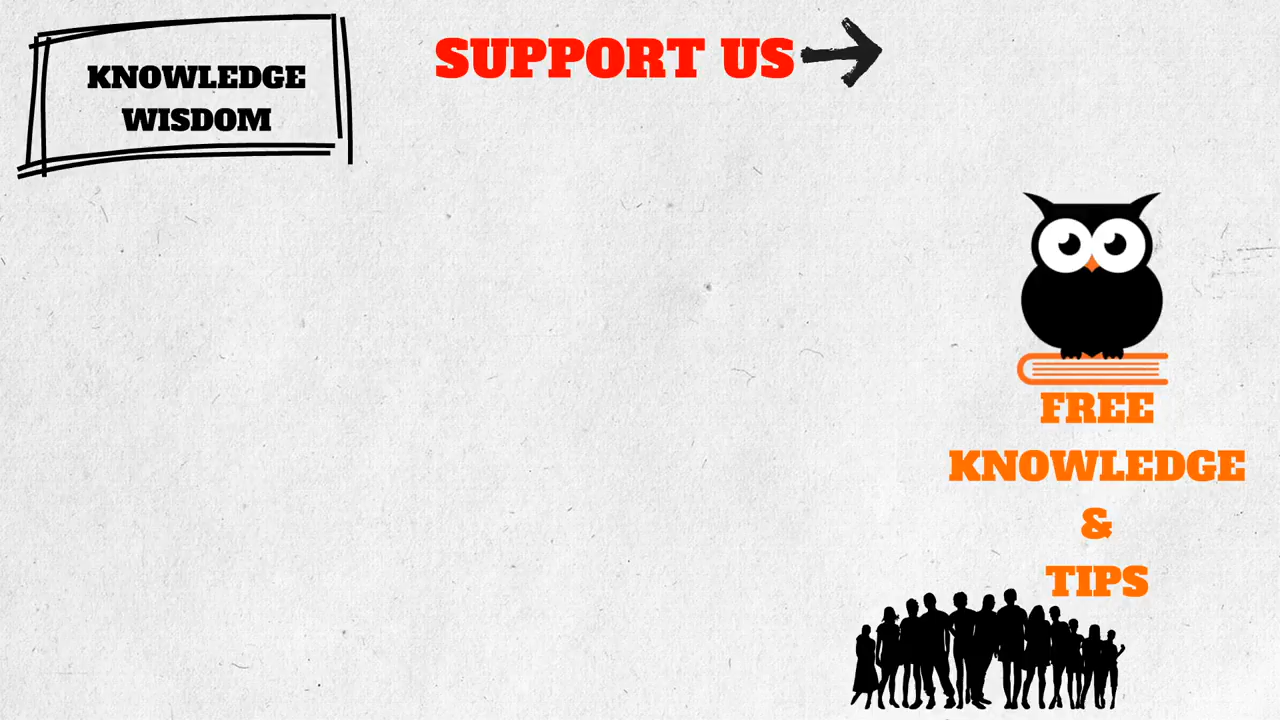 KNOWLEDGE
WISDOM
SUPPORT US
FREE
KNOWLEDGE
&
TIPS